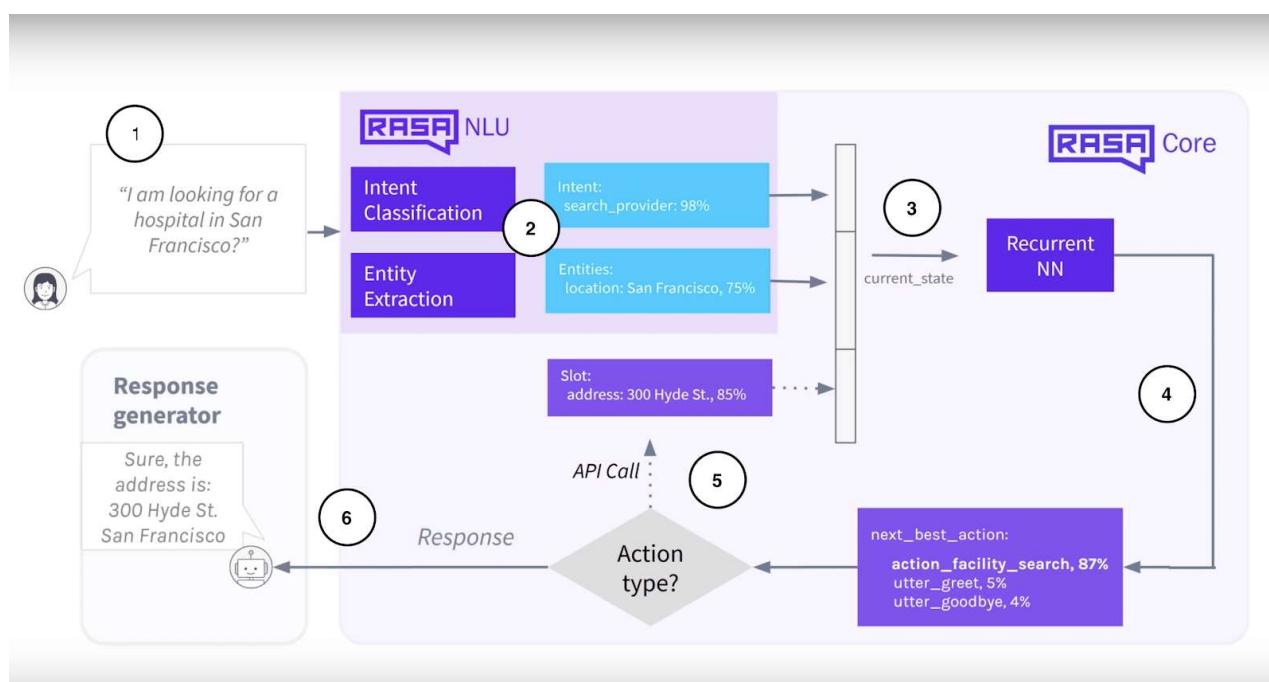 1
“I am looking for a
hospital in San
Francisco?”
RASA NLU
Intent
Classification
Entity
Extraction
2
Intent:
search_provider: 98%
Entities:
location: San Francisco, 75%
Slot:
address: 300 Hyde St., 85%
RASA Core
3
current_state
Recurrent
NN
4
next_best_action:
action_facility_search, 87%
utter_greet, 5%
utter_goodbye, 4%
Action
type?
API Call
5
Response
6
Response
generator
Sure, the
address is:
300 Hyde St.
San Francisco